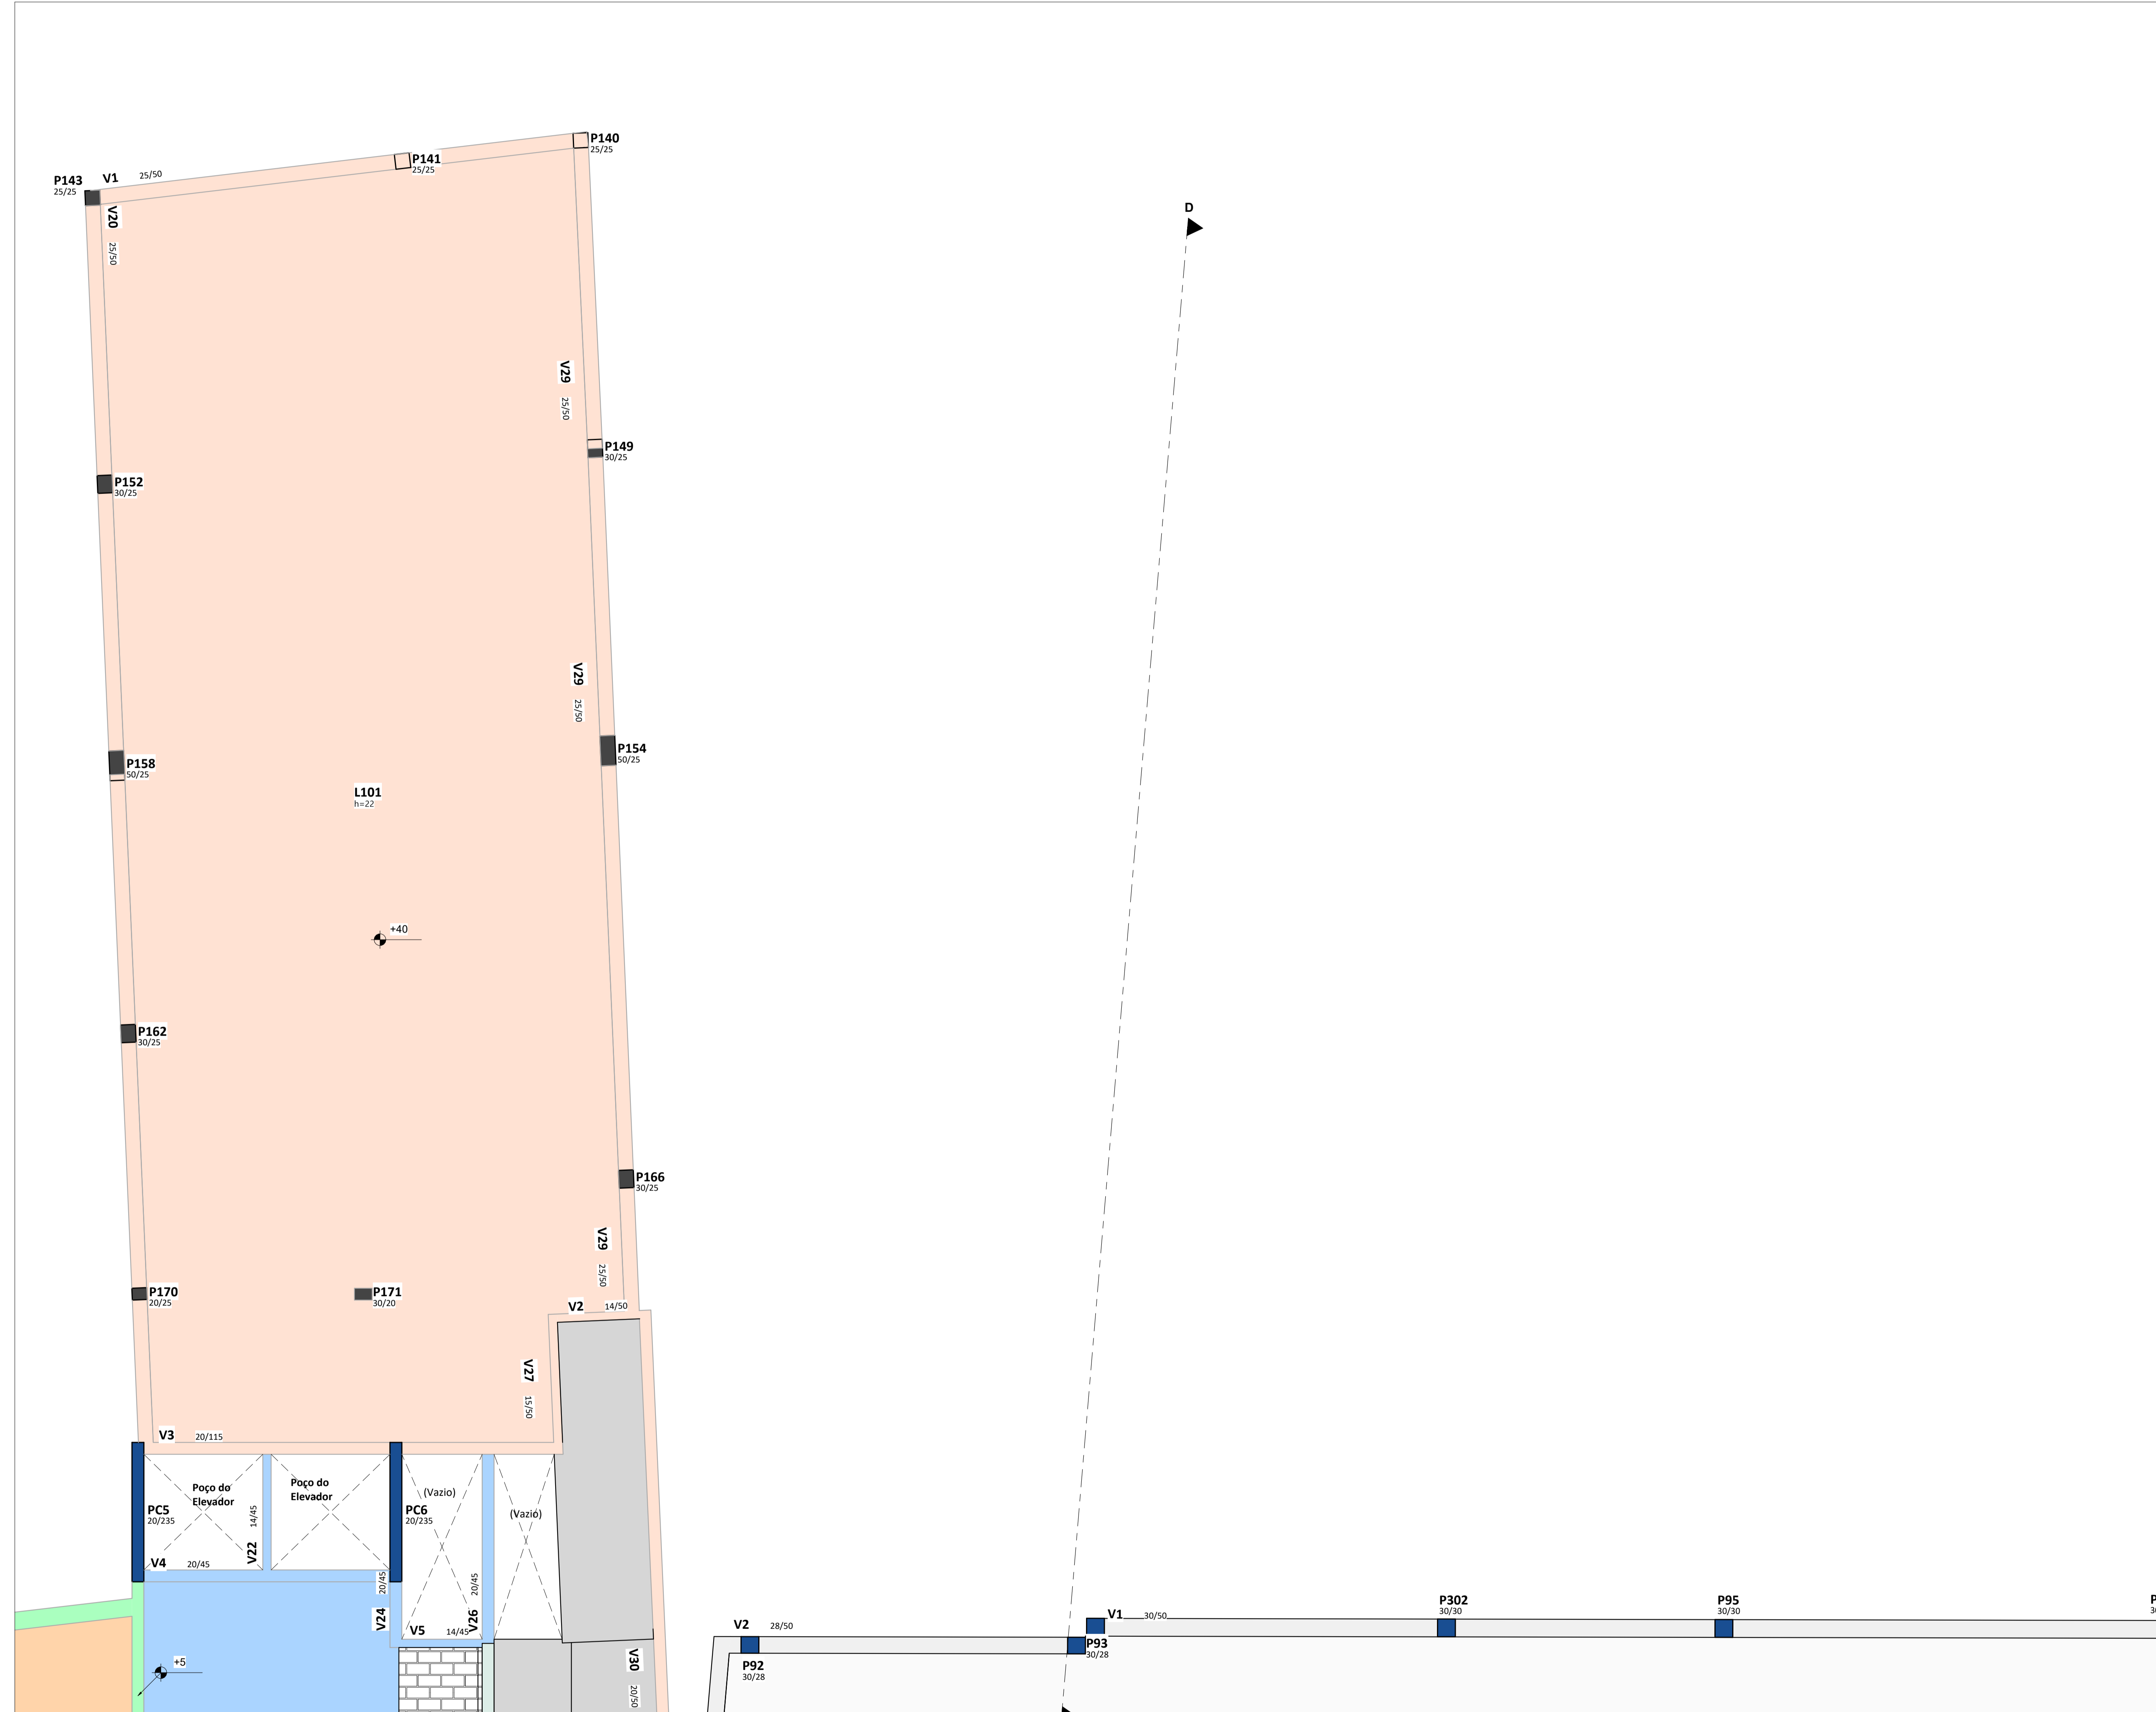 P140
25/25
P141
25/25
P143
25/25
V1
25/50
V20
25/50
D
V29
25/50
P149
30/25
P152
30/25
V29
25/50
P154
50/25
P158
50/25
L101
h=22
+40
P162
30/25
P166
30/25
V29
25/50
P170
20/25
P171
30/20
V2
14/50
V27
15/50
V3
20/115
Poço do
Elevador
Poço do
Elevador
(Vazio)
(Vazio)
PC5
20/235
14/45
V22
PC6
20/235
V4
20/45
20/45
V24
20/45
V26
V5
14/45
+5
V30
20/50
V2
28/50
P92
30/28
P93
30/28
V1
30/50
P302
30/30
P95
30/30